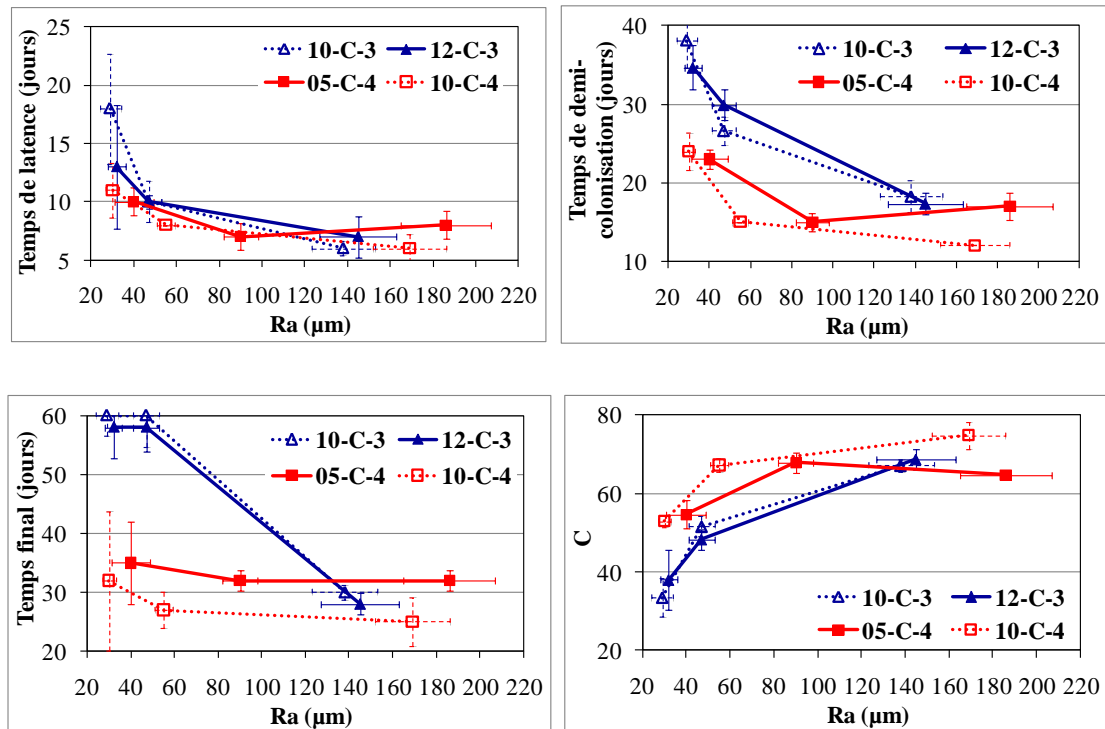 Temps de latence (jours)
25
20
15
10
5
10-C-3
12-C-3
05-C-4
10-C-4
20 40 60 80 100 120 140 160 180 200 220
Ra (µm)
Temps de demi-
colonisation (jours)
40
30
20
10
10-C-3
12-C-3
05-C-4
10-C-4
20 40 60 80 100 120 140 160 180 200 220
Ra (µm)
Temps final (jours)
60
50
40
30
20
10-C-3
12-C-3
05-C-4
10-C-4
20 40 60 80 100 120 140 160 180 200 220
Ra (µm)
C
80
60
40
20
10-C-3
12-C-3
05-C-4
10-C-4
20 40 60 80 100 120 140 160 180 200 220
Ra (µm)